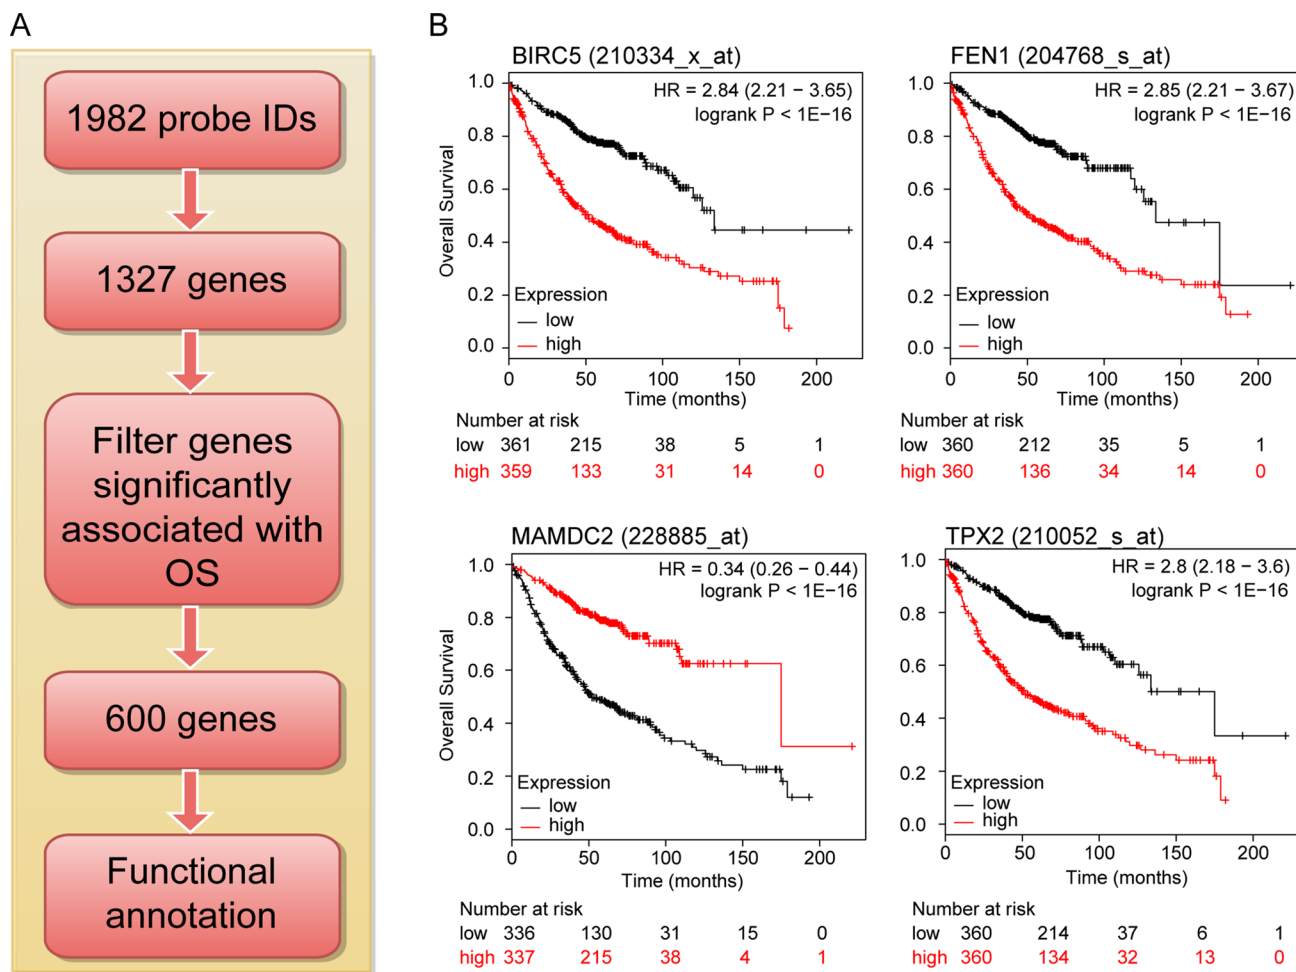 A
1982 probe IDs
1327 genes
Filter genes
significantly
associated with
OS
600 genes
Functional
annotation
B
BIRC5 (210334_x_at)
HR = 2.84 (2.21 − 3.65)
logrank P < 1E−16
Overall Survival
1.0
0.8
0.6
0.4
0.2
0.0
Expression
low
high
0 50 100 150 200
Time (months)
Number at risk
low 361 215 38 5 1
high 359 133 31 14 0
FEN1 (204768_s_at)
HR = 2.85 (2.21 − 3.67)
logrank P < 1E−16
1.0
0.8
0.6
0.4
0.2
0.0
Expression
low
high
0 50 100 150 200
Time (months)
Number at risk
low 360 212 35 5 1
high 360 136 34 14 0
MAMDC2 (228885_at)
HR = 0.34 (0.26 − 0.44)
logrank P < 1E−16
Overall Survival
1.0
0.8
0.6
0.4
0.2
0.0
Expression
low
high
0 50 100 150 200
Time (months)
Number at risk
low 336 130 31 15 0
high 337 215 38 4 1
TPX2 (210052_s_at)
HR = 2.8 (2.18 − 3.6)
logrank P < 1E−16
1.0
0.8
0.6
0.4
0.2
0.0
Expression
low
high
0 50 100 150 200
Time (months)
Number at risk
low 360 214 37 6 1
high 360 134 32 13 0